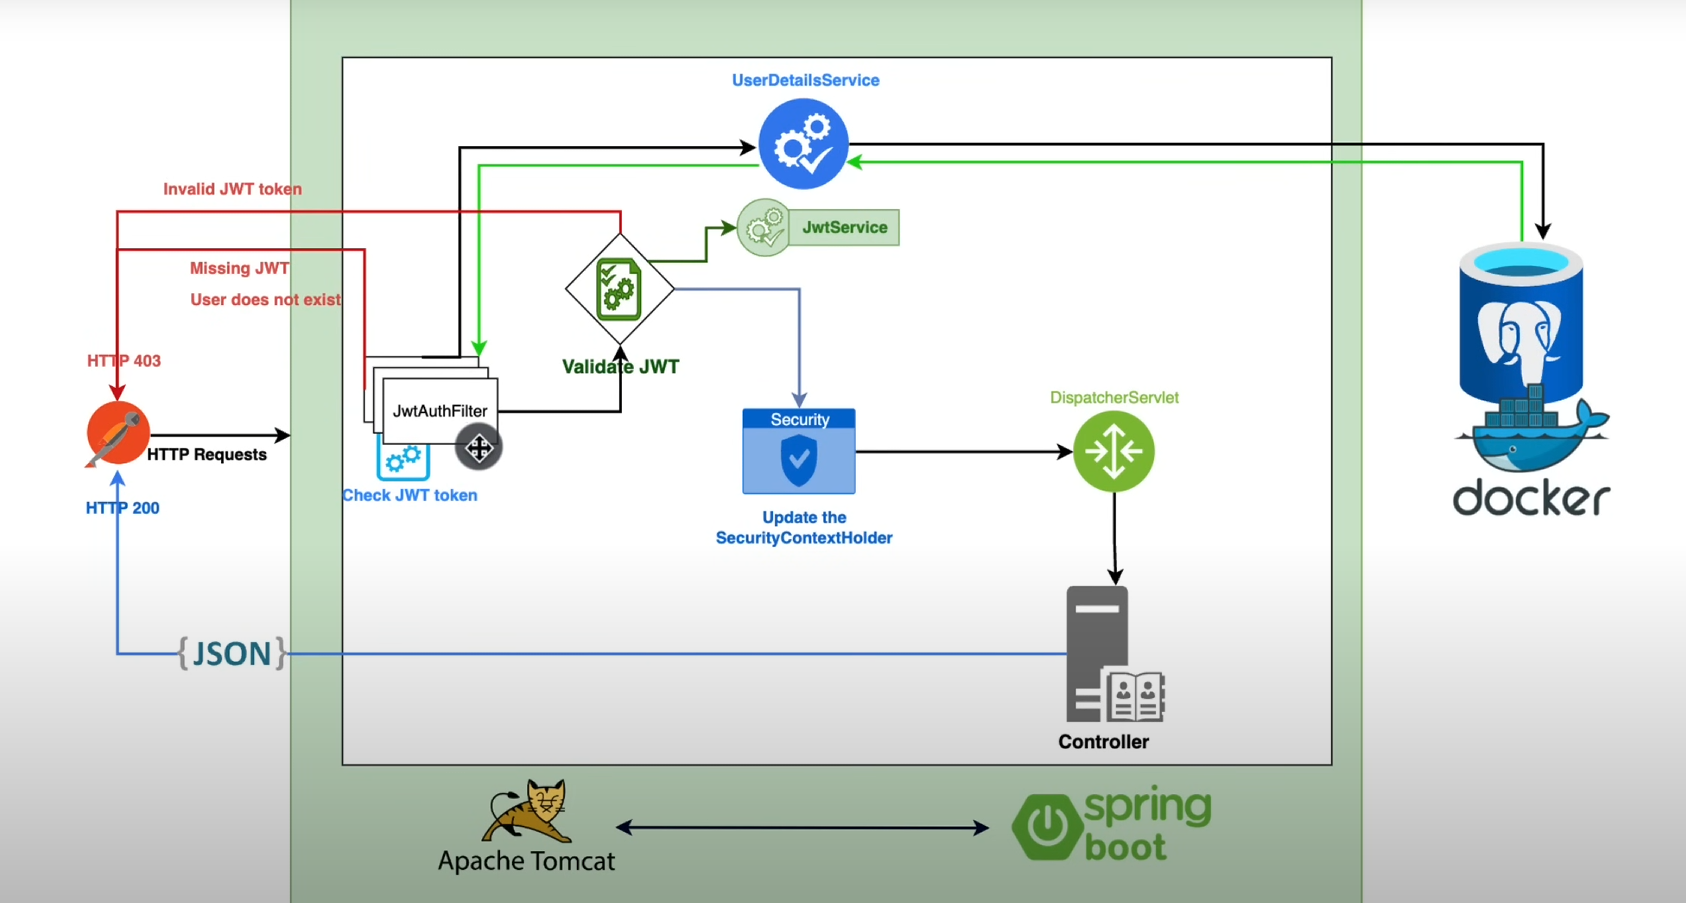 UserDetailsService
Invalid JWT token
JwtService
Missing JWT
User does not exist
HTTP 403
Validate JWT
JwtAuthFilter
DispatcherServlet
Security
HTTP Requests
Check JWT token
HTTP 200
docker
Update the
SecurityContextHolder
{JSON}
Controller
spring
boot
Apache Tomcat